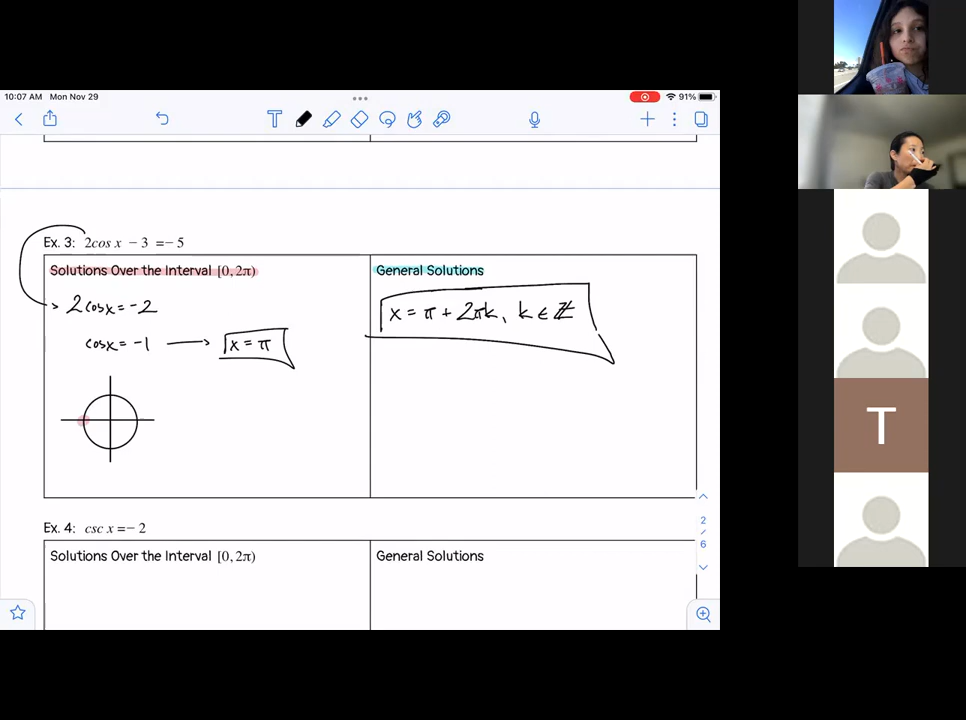 10:07 AM Mon Nov 29
91%
T
Ex. 3: 2cos x − 3 =− 5
Solutions Over the Interval [0, 2π)
General Solutions
2cosx = -2
x = π + 2πk, k ∈ ℤ
cosx = -1 → x = π
Ex. 4: csc x =− 2
Solutions Over the Interval [0, 2π)
General Solutions
2
/
6
T